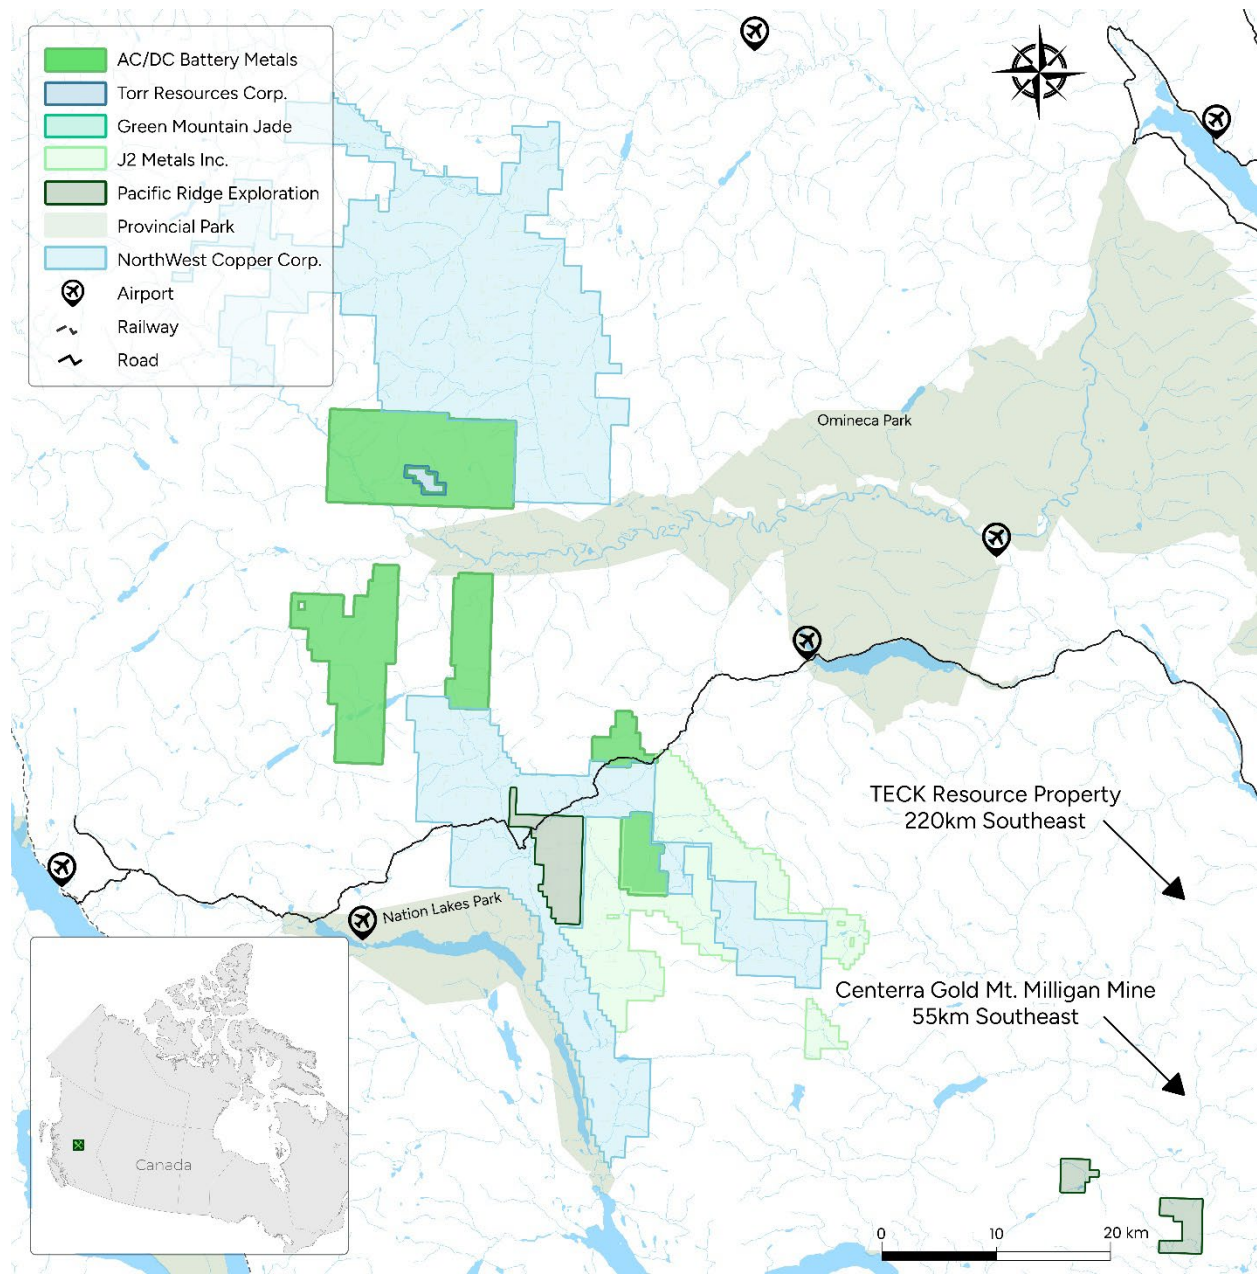 AC/DC Battery Metals
Torr Resources Corp.
Green Mountain Jade
J2 Metals Inc.
Pacific Ridge Exploration
Provincial Park
NorthWest Copper Corp.
Airport
Railway
Road
Omineca Park
TECK Resource Property
220km Southeast
Nation Lakes Park
Centerra Gold Mt. Milligan Mine
55km Southeast
Canada
0 10 20 km